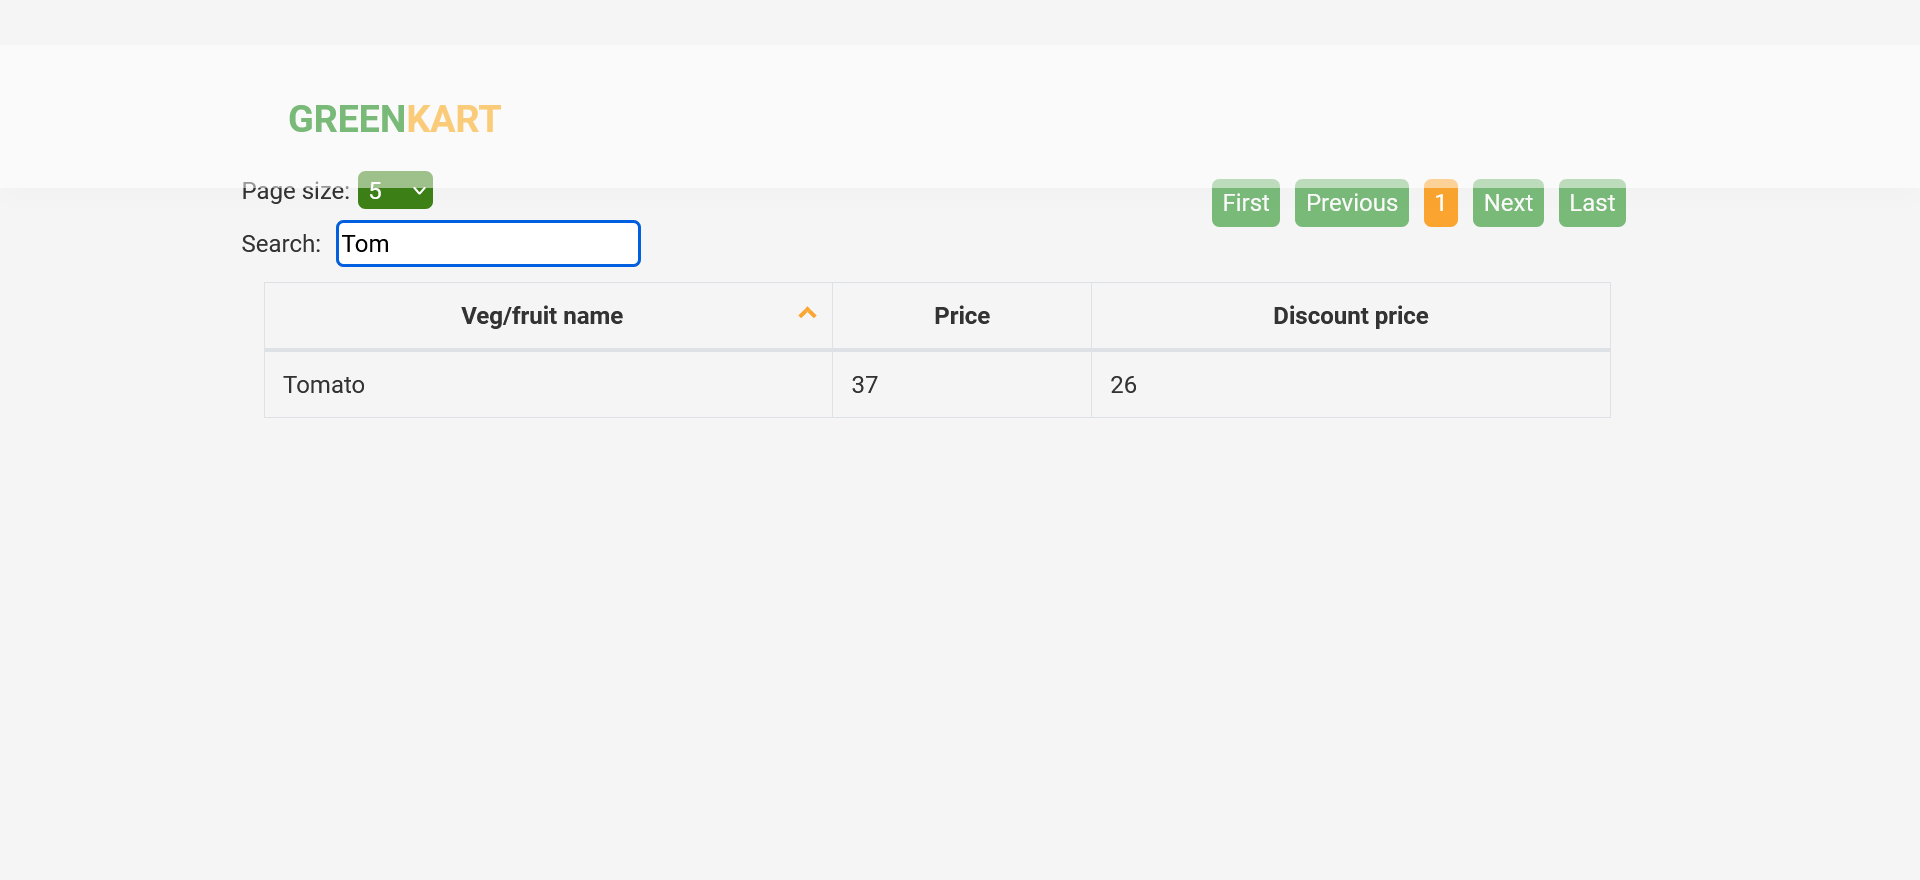 GREENKART
Page size: 5
First Previous 1 Next Last
Search: Tom
Veg/fruit name Price Discount price
Tomato 37 26